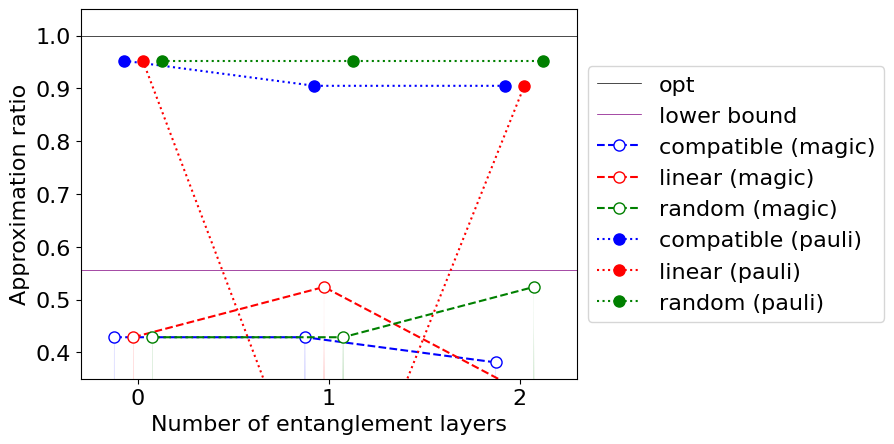 1.0
0.9
0.8
0.7
0.6
0.5
0.4
Approximation ratio
0 1 2
Number of entanglement layers
opt
lower bound
compatible (magic)
linear (magic)
random (magic)
compatible (pauli)
linear (pauli)
random (pauli)